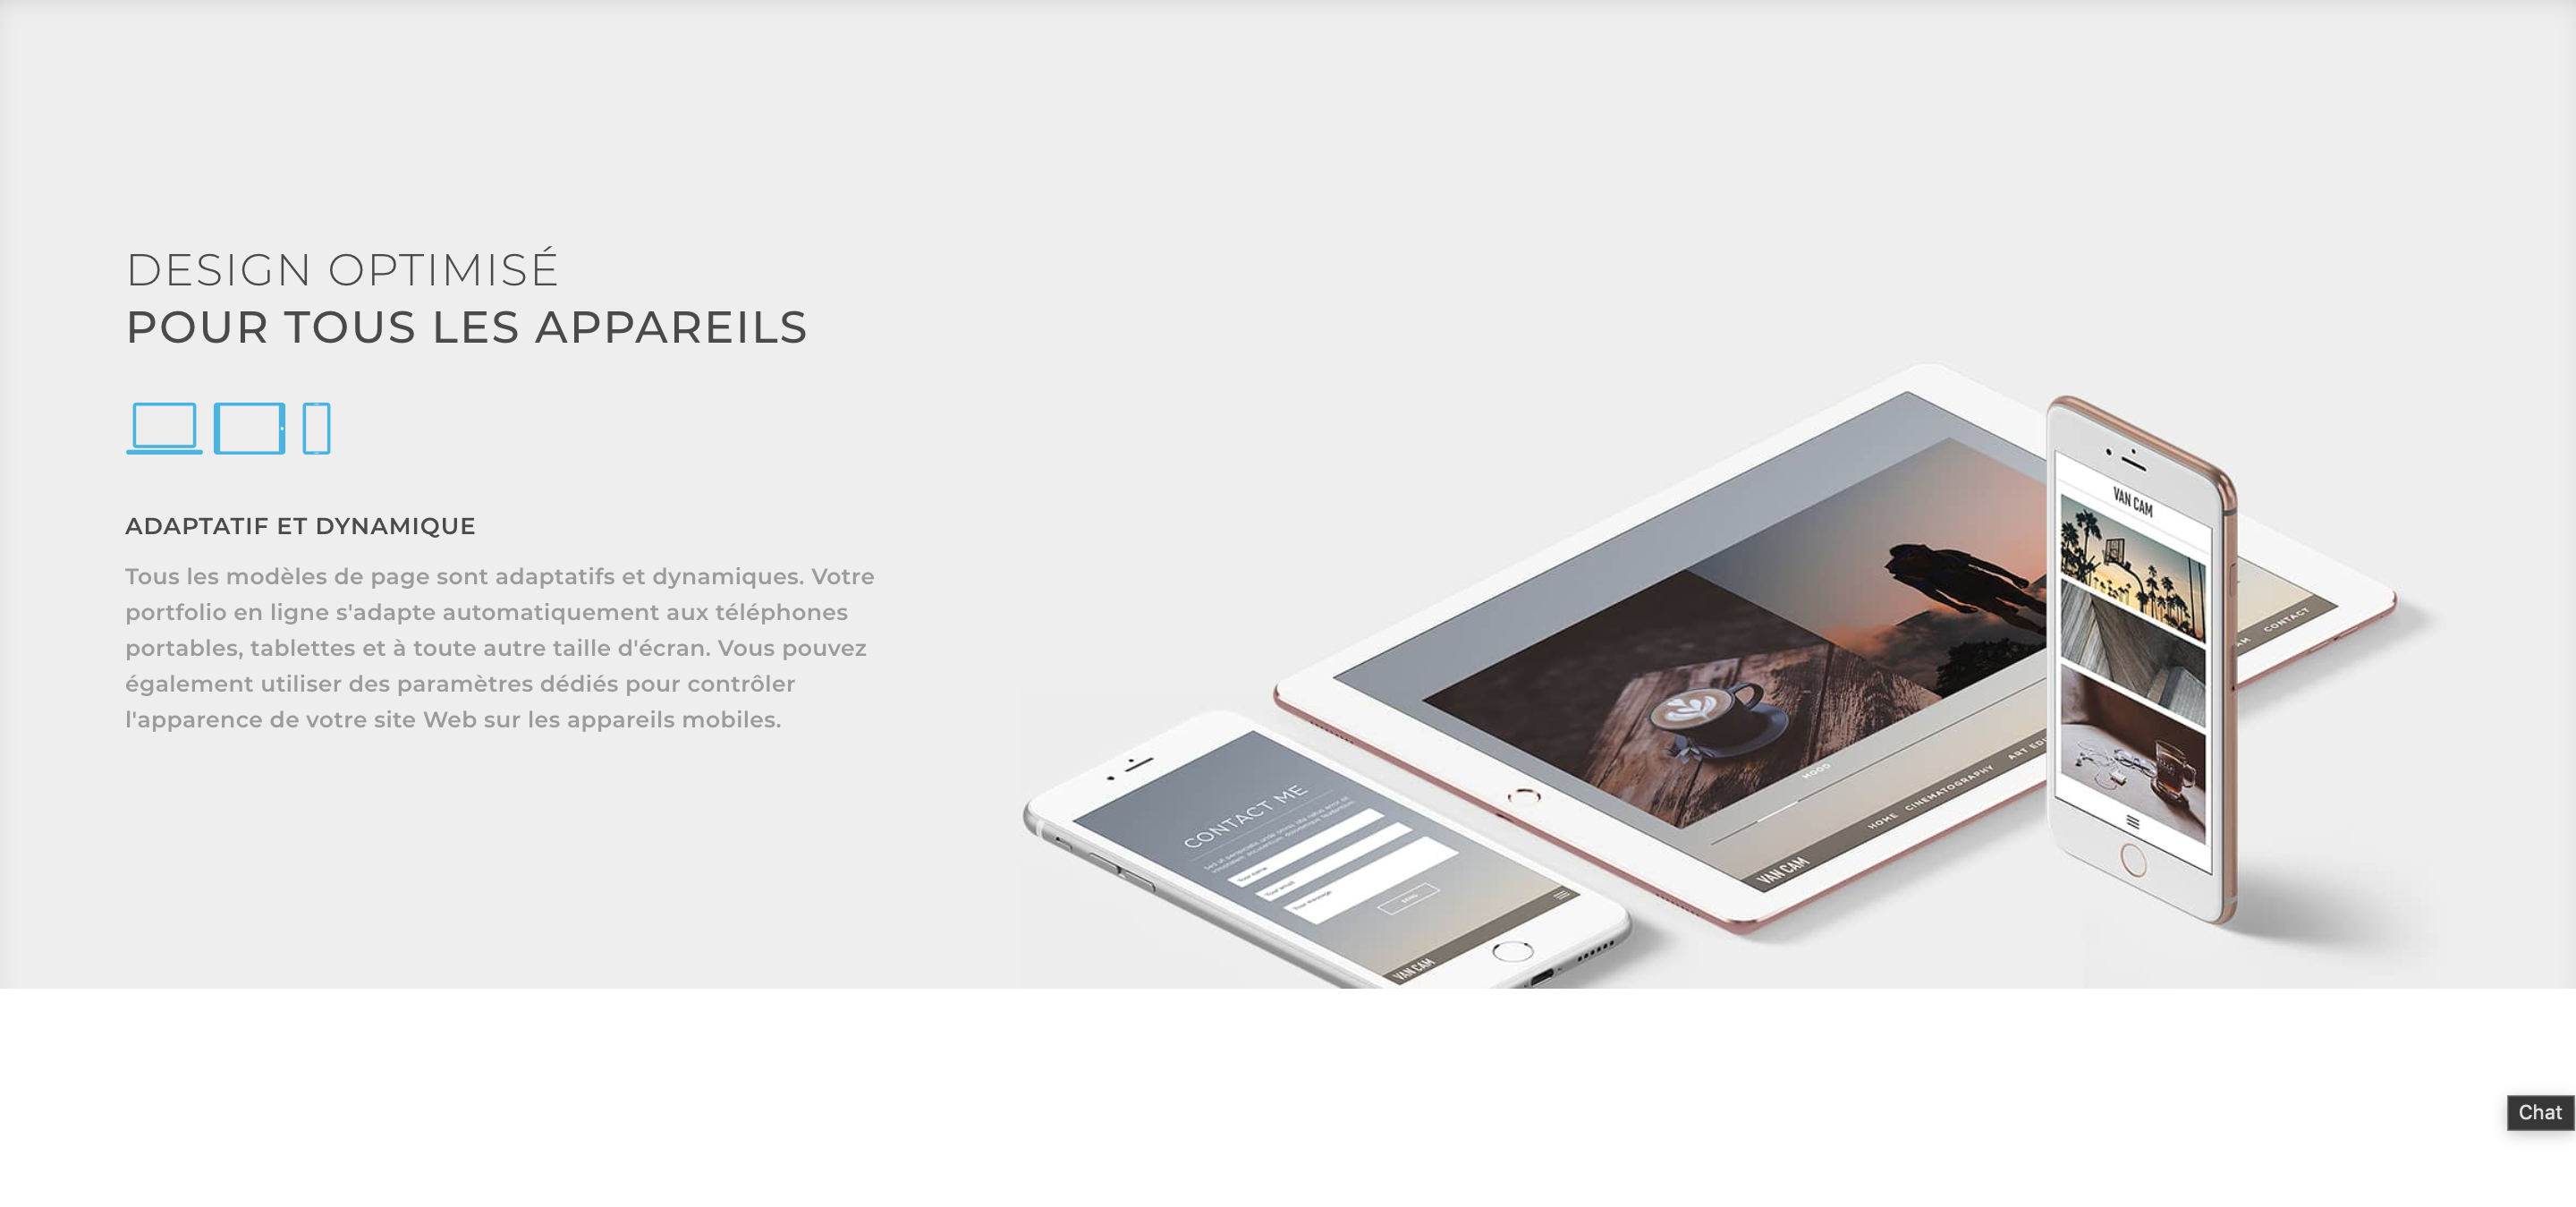 DESIGN OPTIMISÉ
POUR TOUS LES APPAREILS
ADAPTATIF ET DYNAMIQUE
Tous les modèles de page sont adaptatifs et dynamiques. Votre
portfolio en ligne s'adapte automatiquement aux téléphones
portables, tablettes et à toute autre taille d'écran. Vous pouvez
également utiliser des paramètres dédiés pour contrôler
l'apparence de votre site Web sur les appareils mobiles.
CONTACT ME
Your name
Your email
Your message
SEND
VAN CAM
MOOD
VAN CAM
HOME CINEMATOGRAPHY ART
CONTACT
VAN CAM
Chat